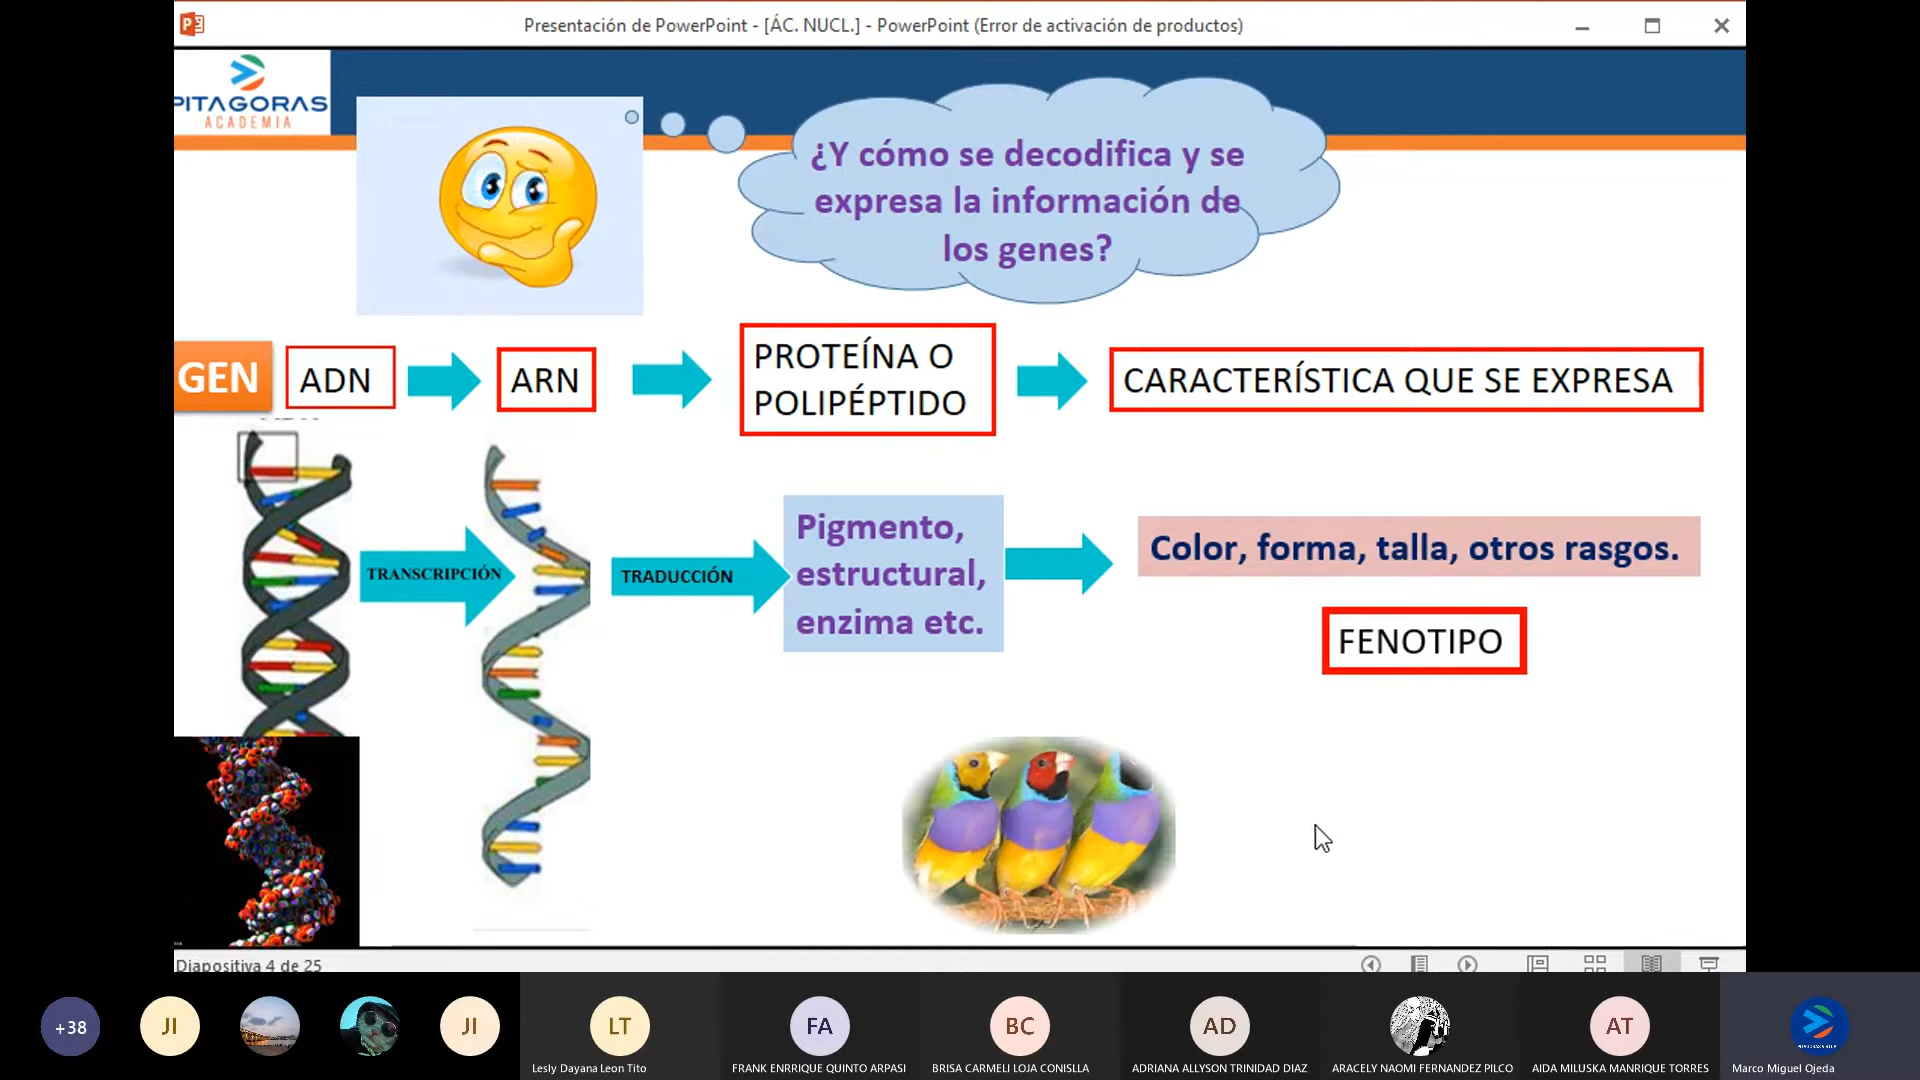 Presentación de PowerPoint - [ÁC. NUCL.] - PowerPoint (Error de activación de productos)
PITAGORAS
ACADEMIA
¿Y cómo se decodifica y se
expresa la información de
los genes?
GEN
ADN
ARN
PROTEÍNA O
POLIPÉPTIDO
CARACTERÍSTICA QUE SE EXPRESA
TRANSCRIPCIÓN
TRADUCCIÓN
Pigmento,
estructural,
enzima etc.
Color, forma, talla, otros rasgos.
FENOTIPO
Diapositiva 4 de 25
+38
JI
JI
LT
FA
BC
AD
AT
Lesly Dayana Leon Tito
FRANK ENRRIQUE QUINTO ARPASI
BRISA CARMELI LOJA CONISLLA
ADRIANA ALLYSON TRINIDAD DIAZ
ARACELY NAOMI FERNANDEZ PILCO
AIDA MILUSKA MANRIQUE TORRES
Marco Miguel Ojeda